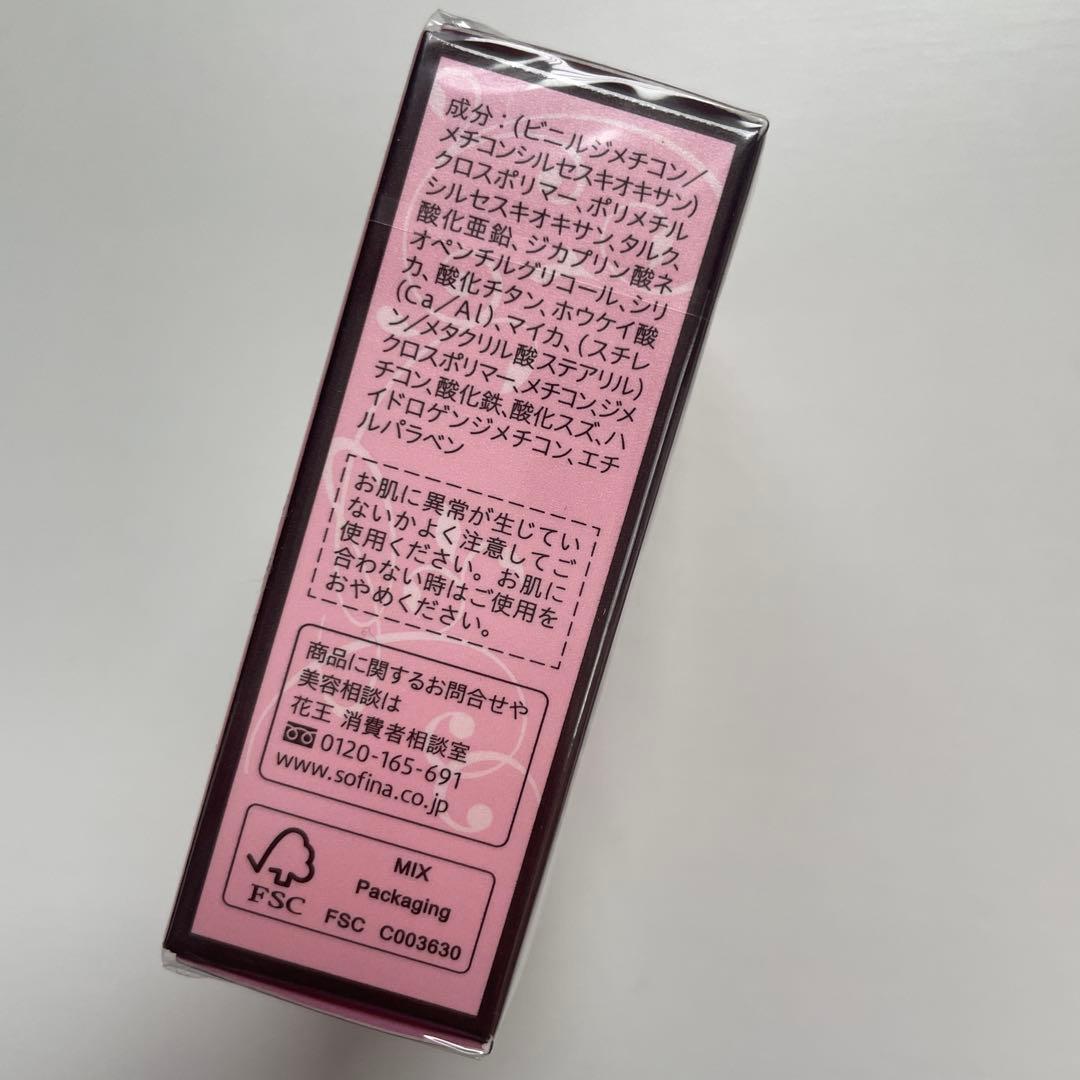 成分：（ビニルジメチコン／
メチコンシルセスキオキサン）
クロスポリマー、ポリメチル
シルセスキオキサン、タルク、
酸化亜鉛、ジカプリン酸ネ
オペンチルグリコール、シリ
カ、酸化チタン、ホウケイ酸
（Ca／Al）、マイカ、（スチレ
ン／メタクリル酸ステアリル）
クロスポリマー、メチコン、ジメ
チコン、酸化鉄、酸化スズ、ハ
イドロゲンジメチコン、エチ
ルパラベン
お肌に異常が生じてい
ないかよく注意してご
使用ください。お肌に
合わない時はご使用を
おやめください。
商品に関するお問合せや
美容相談は
花王 消費者相談室
0120-165-691
www.sofina.co.jp
MIX
Packaging
FSC
FSC C003630